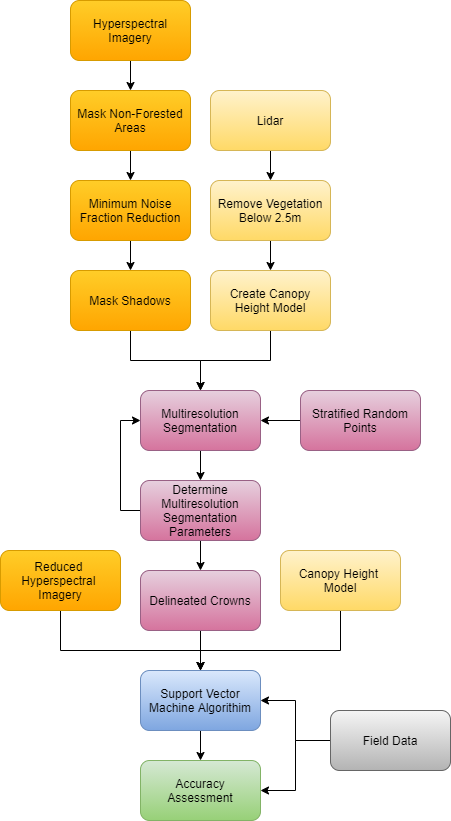 Hyperspectral
Imagery
Mask Non-Forested
Areas
Lidar
Minimum Noise
Fraction Reduction
Remove Vegetation
Below 2.5m
Mask Shadows
Create Canopy
Height Model
Multiresolution
Segmentation
Stratified Random
Points
Determine
Multiresolution
Segmentation
Parameters
Reduced
Hyperspectral
Imagery
Delineated Crowns
Canopy Height
Model
Support Vector
Machine Algorithim
Field Data
Accuracy
Assessment